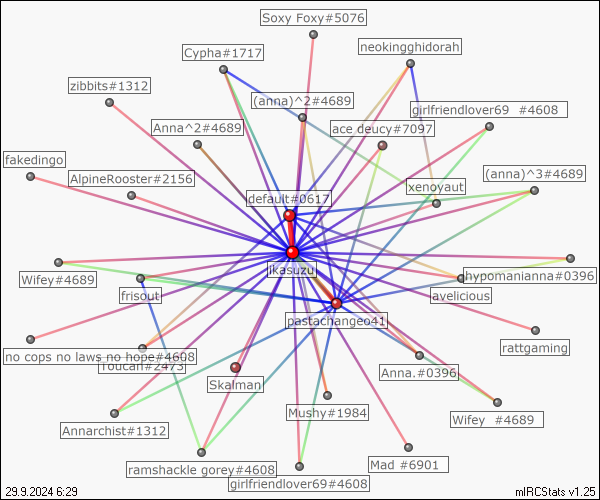 Soxy Foxy#5076
Cypha#1717
neokingghidorah
zibbits#1312
(anna)^2#4689
girlfriendlover69 #4608
Anna^2#4689
ace deucy#7097
fakedingo
AlpineRooster#2156
(anna)^3#4689
xenoyaut
default#0617
ikasuzu
Wifey#4689
hypomanianna#0396
frisout
avelicious
pastachangeo41
no cops no laws no hope#4608
Toucan#2473
rattgaming
Anna.#0396
Skalman
Mushy#1984
Wifey #4689
Annarchist#1312
ramshackle gorey#4608
Mad #6901
girlfriendlover69#4608
29.9.2024 6:29
mIRCStats v1.25